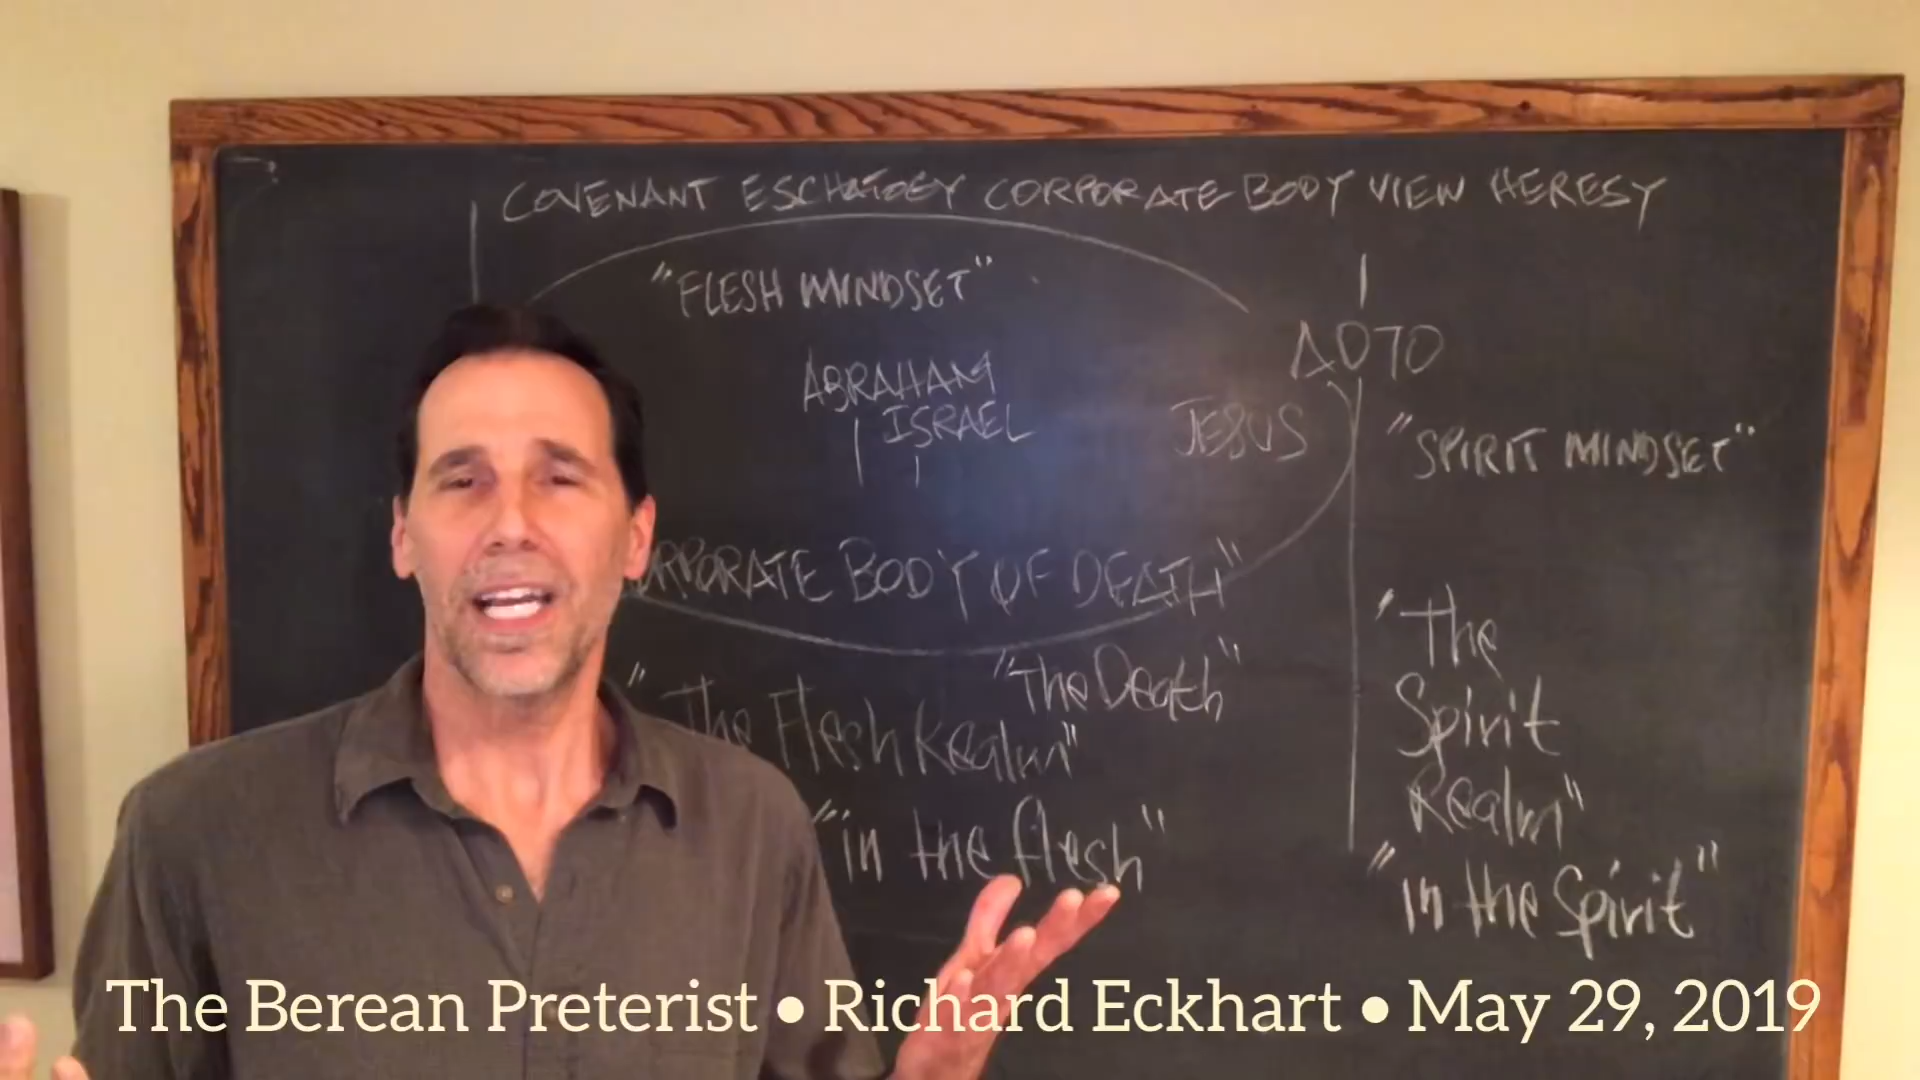 COVENANT ESCHATOGY CORPORATE BODY VIEW HERESY
"FLESH MINDSET"
ABRAHAM
ISRAEL
JESUS
AD70
"SPIRIT MINDSET"
ORPORATE BODY OF DEATH"
"The Death"
"The Flesh Realm"
"in the flesh"
"The
Spirit
Realm"
"in the Spirit"
The Berean Preterist • Richard Eckhart • May 29, 2019